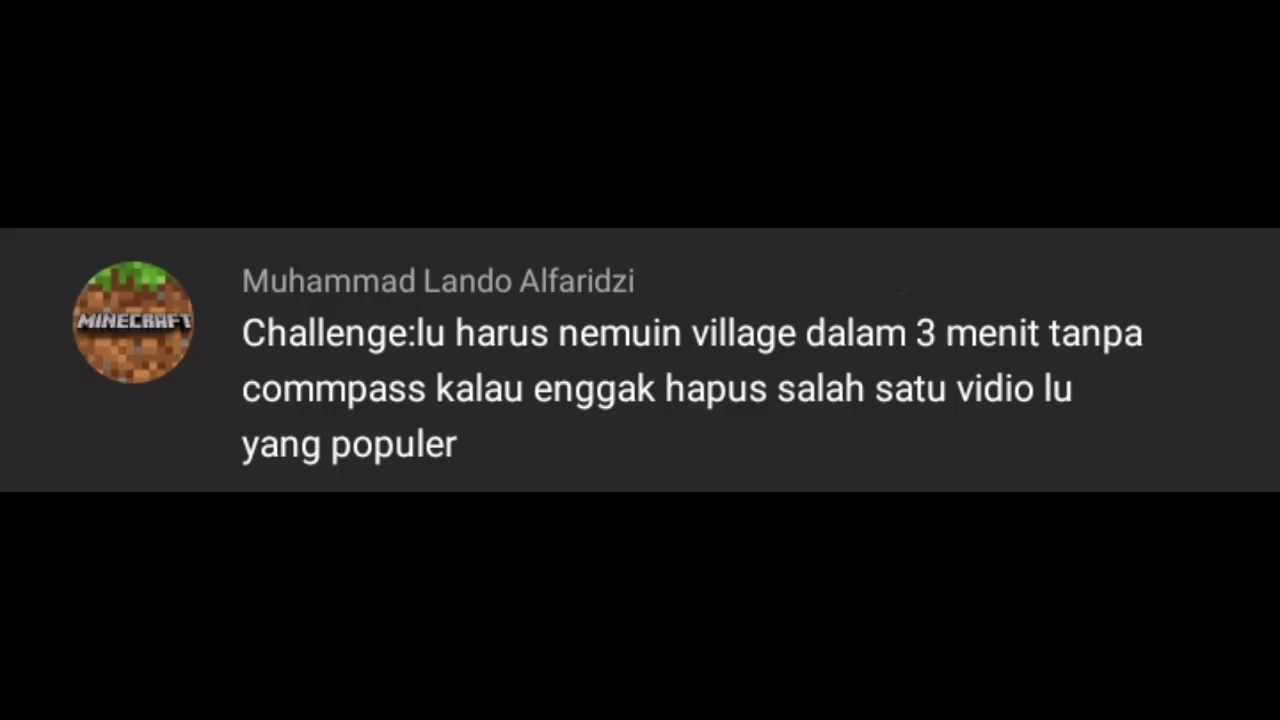 Muhammad Lando Alfaridzi
MINECRAFT
Challenge:lu harus nemuin village dalam 3 menit tanpa
commpass kalau enggak hapus salah satu vidio lu
yang populer